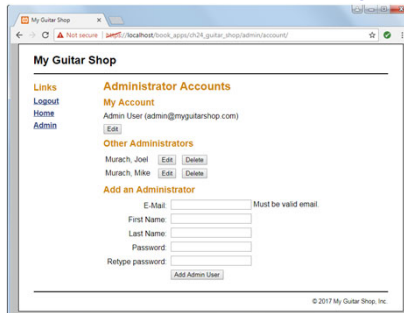 My Guitar Shop
Not secure | https://localhost/book_apps/ch24_guitar_shop/admin/account/
My Guitar Shop
Links
Logout
Home
Admin
Administrator Accounts
My Account
Admin User (admin@myguitarshop.com)
Edit
Other Administrators
Murach, Joel Edit Delete
Murach, Mike Edit Delete
Add an Administrator
E-Mail: Must be valid email.
First Name:
Last Name:
Password:
Retype password:
Add Admin User
© 2017 My Guitar Shop, Inc.